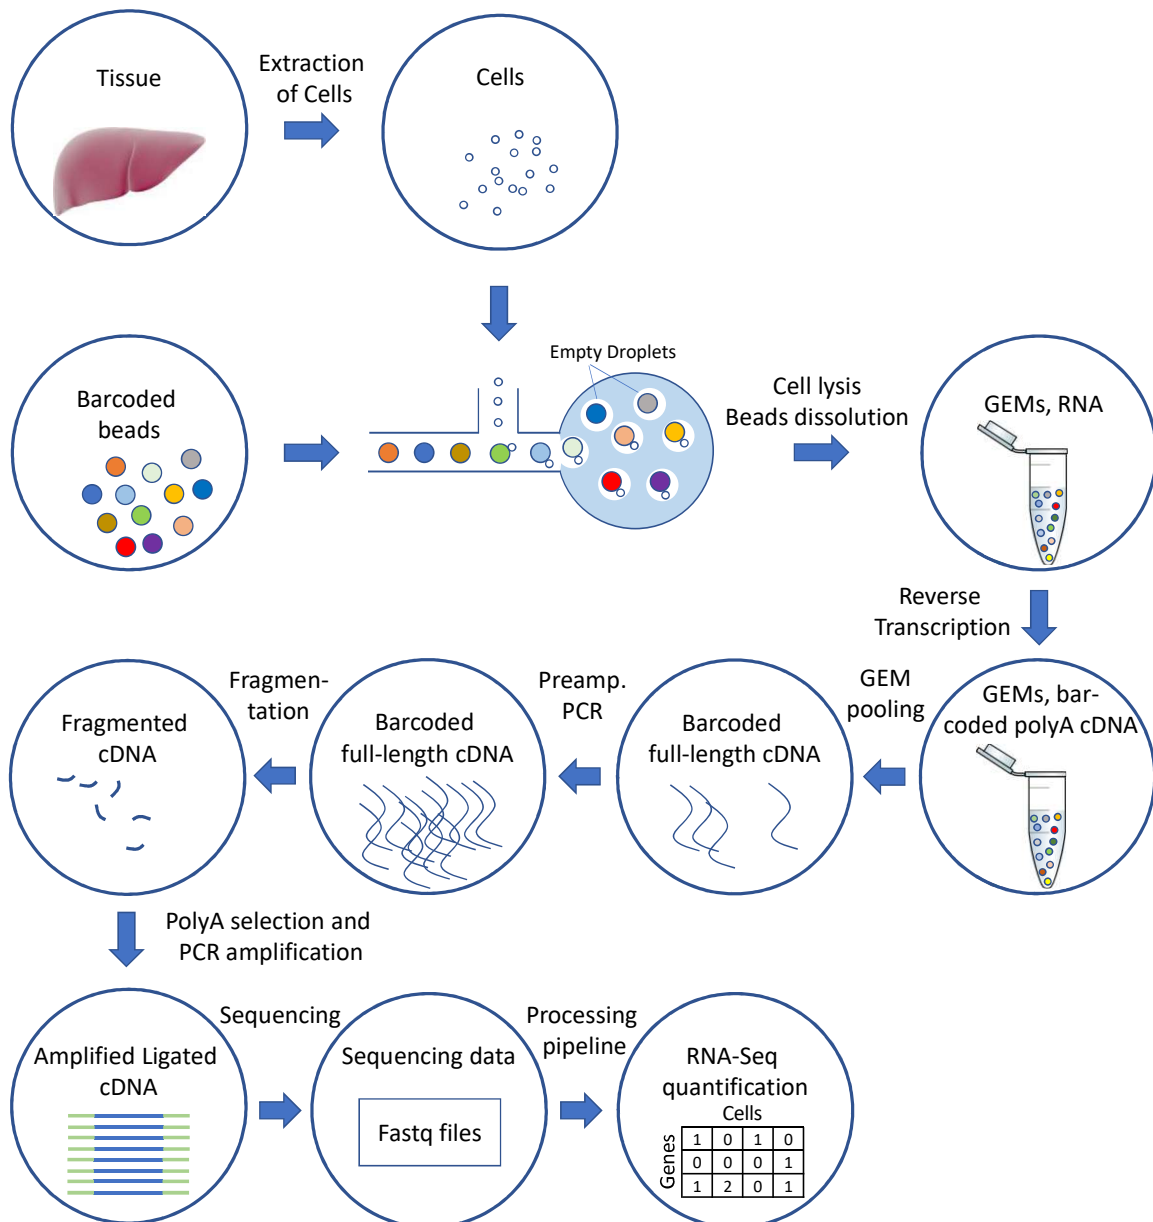 Tissue
Extraction
of Cells
Cells
Barcoded
beads
Empty Droplets
Cell lysis
Beads dissolution
GEMs, RNA
Reverse
Transcription
GEMs, bar-
coded polyA cDNA
GEM
pooling
Barcoded
full-length cDNA
Preamp.
PCR
Barcoded
full-length cDNA
Fragmen-
tation
Fragmented
cDNA
PolyA selection and
PCR amplification
Amplified Ligated
cDNA
Sequencing
Sequencing data
Fastq files
Processing
pipeline
RNA-Seq
quantification
Cells
Genes
1 0 1 0
0 0 0 1
1 2 0 1